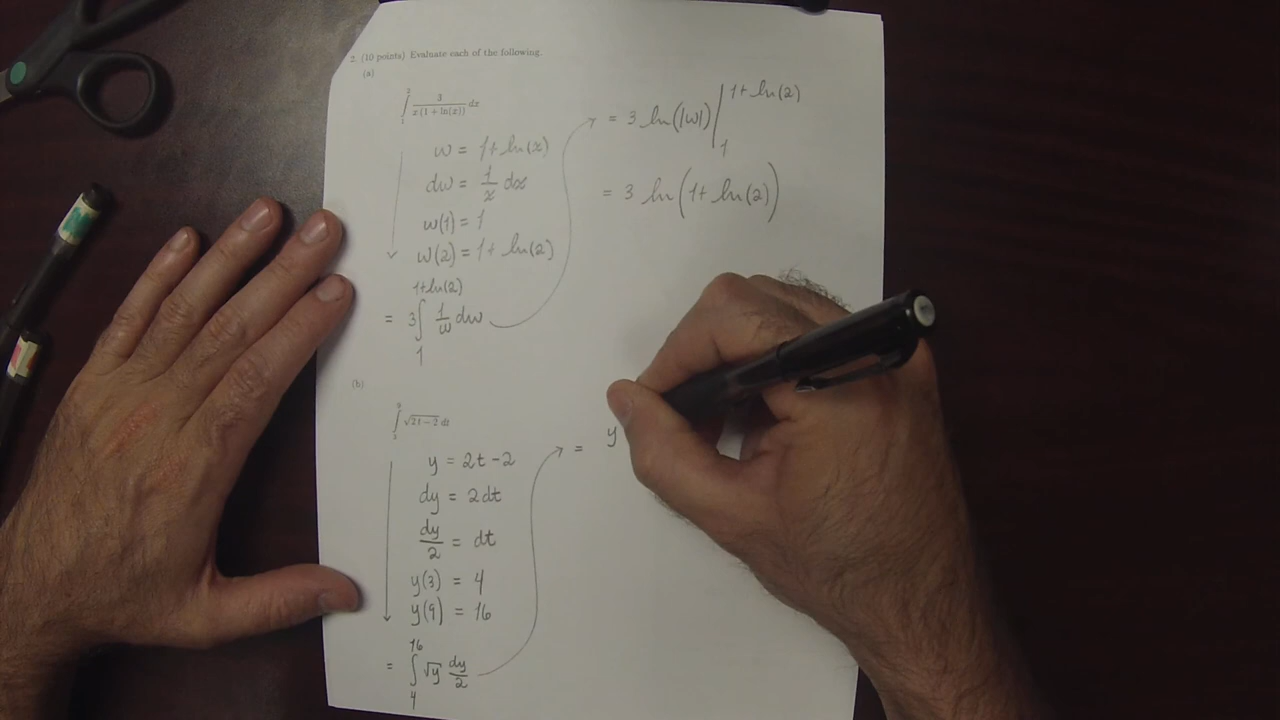 2. (10 points) Evaluate each of the following.
(a)
∫₁² 3/(x(1 + ln(x))) dx
w = 1 + ln(x)
dw = 1/x dx
w(1) = 1
w(2) = 1 + ln(2)
= 3 ∫₁^(1+ln(2)) 1/w dw
= 3 ln(|w|) |₁^(1+ln(2))
= 3 ln(1 + ln(2))
(b)
∫₃⁹ √(2t − 2) dt
y = 2t − 2
dy = 2dt
dy/2 = dt
y(3) = 4
y(9) = 16
= ∫₄¹⁶ √y dy/2
= y